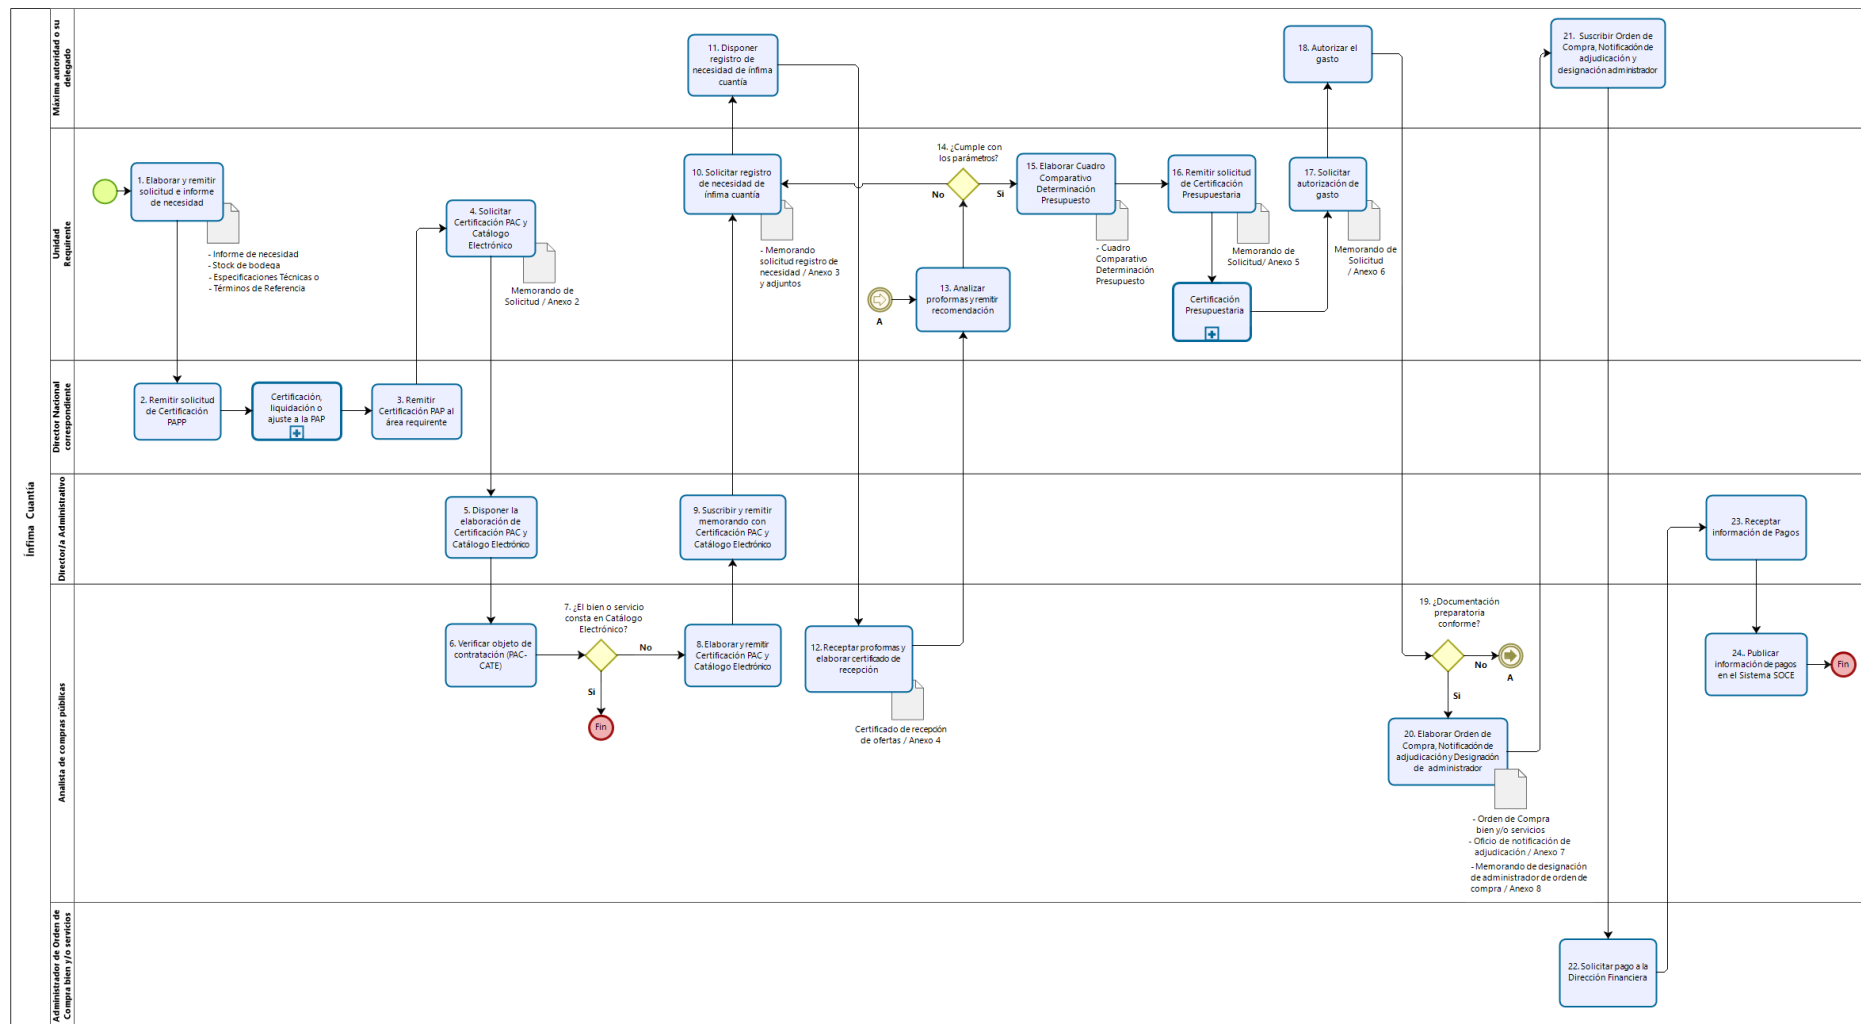 Ínfima Cuantía
Máxima autoridad o su
delegado
11. Disponer
registro de
necesidad de ínfima
cuantía
18. Autorizar el
gasto
21. Suscribir Orden de
Compra, Notificación de
adjudicación y
designación administrador
Unidad
Requirente
1. Elaborar y remitir
solicitud e informe
de necesidad
- Informe de necesidad
- Stock de bodega
- Especificaciones Técnicas o
- Términos de Referencia
4. Solicitar
Certificación PAC y
Catálogo
Electrónico
Memorando de
Solicitud / Anexo 2
10. Solicitar registro
de necesidad de
ínfima cuantía
- Memorando
solicitud registro de
necesidad / Anexo 3
y adjuntos
A
13. Analizar
proformas y remitir
recomendación
14. ¿Cumple con
los parámetros?
No
Si
15. Elaborar Cuadro
Comparativo
Determinación
Presupuesto
- Cuadro
Comparativo
Determinación
Presupuesto
16. Remitir solicitud
de Certificación
Presupuestaria
Memorando de
Solicitud/ Anexo 5
Certificación
Presupuestaria
17. Solicitar
autorización de
gasto
Memorando de
Solicitud
/ Anexo 6
Director Nacional
correspondiente
2. Remitir solicitud
de Certificación
PAPP
Certificación,
liquidación o
ajuste a la PAP
3. Remitir
Certificación PAP al
área requirente
Director/a Administrativo
5. Disponer la
elaboración de
Certificación PAC y
Catálogo Electrónico
9. Suscribir y remitir
memorando con
Certificación PAC y
Catálogo Electrónico
23. Receptar
información de Pagos
Analista de compras públicas
6. Verificar objeto de
contratación (PAC-
CATE)
7. ¿El bien o servicio
consta en Catálogo
Electrónico?
No
Si
Fin
8. Elaborar y remitir
Certificación PAC y
Catálogo Electrónico
12. Receptar proformas y
elaborar certificado de
recepción
Certificado de recepción
de ofertas / Anexo 4
19. ¿Documentación
preparatoria
conforme?
No
A
Si
20. Elaborar Orden de
Compra, Notificación de
adjudicación y Designación
de administrador
- Orden de Compra
bien y/o servicios
- Oficio de notificación de
adjudicación / Anexo 7
- Memorando de designación
de administrador de orden de
compra / Anexo 8
24.. Publicar
información de pagos
en el Sistema SOCE
Fin
Administrador de Orden de
Compra bien y/o servicios
22. Solicitar pago a la
Dirección Financiera